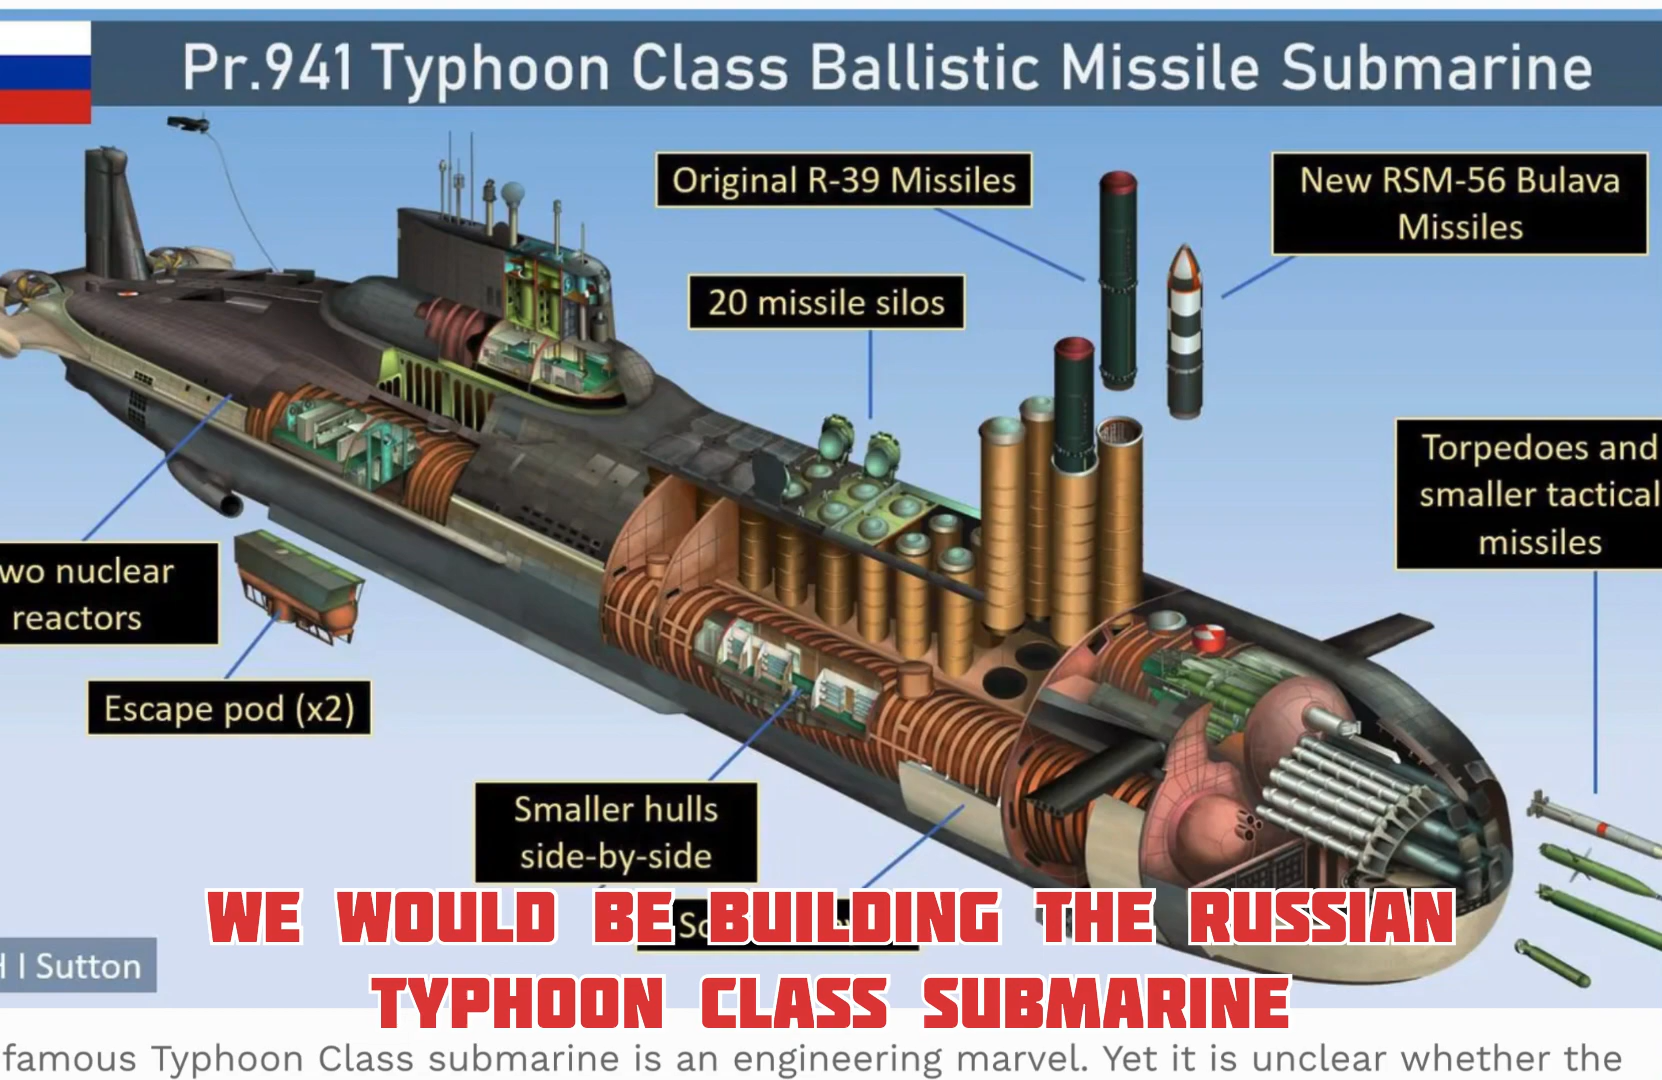 Pr.941 Typhoon Class Ballistic Missile Submarine
Original R-39 Missiles
New RSM-56 Bulava
Missiles
20 missile silos
Torpedoes and
smaller tactical
missiles
wo nuclear
reactors
Escape pod (x2)
Smaller hulls
side-by-side
So
H I Sutton
WE WOULD BE BUILDING THE RUSSIAN
TYPHOON CLASS SUBMARINE
famous Typhoon Class submarine is an engineering marvel. Yet it is unclear whether the